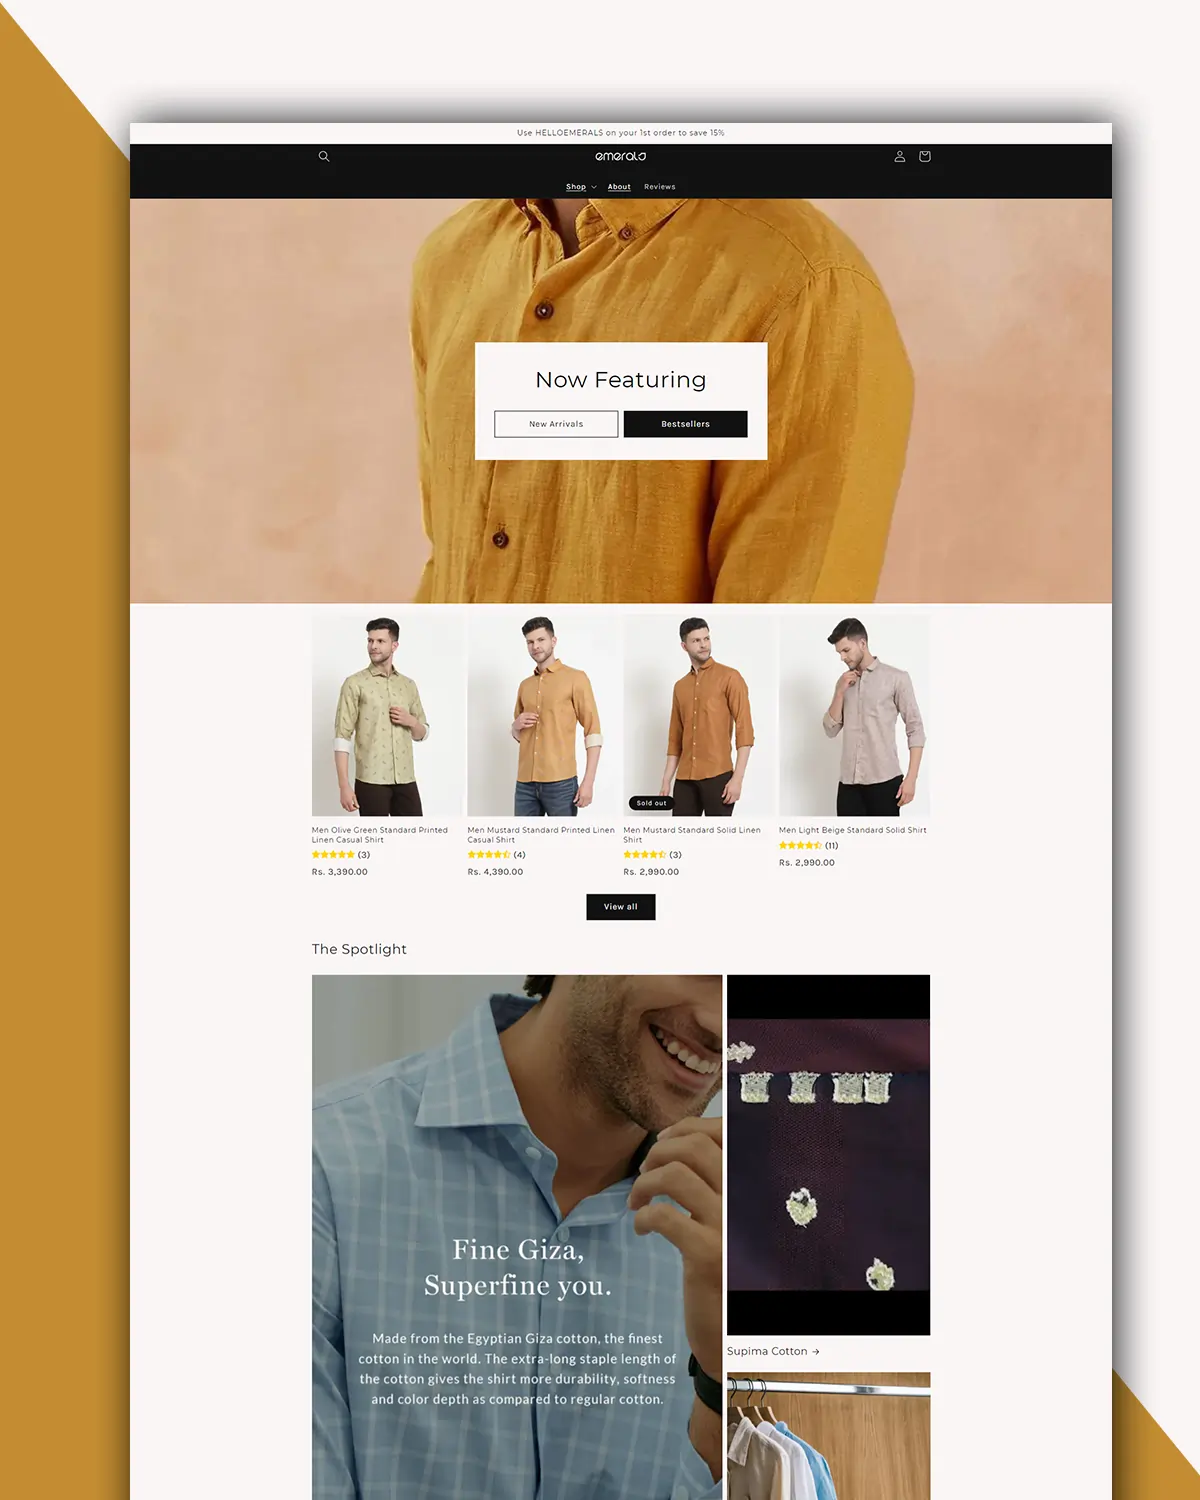 Use HELLOEMERALS on your 1st order to save 15%
emerals
Shop About Reviews
Now Featuring
New Arrivals Bestsellers
Sold out
Men Olive Green Standard Printed
Linen Casual Shirt
(3)
Rs. 3,390.00
Men Mustard Standard Printed Linen
Casual Shirt
(4)
Rs. 4,390.00
Men Mustard Standard Solid Linen
Shirt
(3)
Rs. 2,990.00
Men Light Beige Standard Solid Shirt
(11)
Rs. 2,990.00
View all
The Spotlight
Fine Giza,
Superfine you.
Made from the Egyptian Giza cotton, the finest
cotton in the world. The extra-long staple length of
the cotton gives the shirt more durability, softness
and color depth as compared to regular cotton.
Supima Cotton →